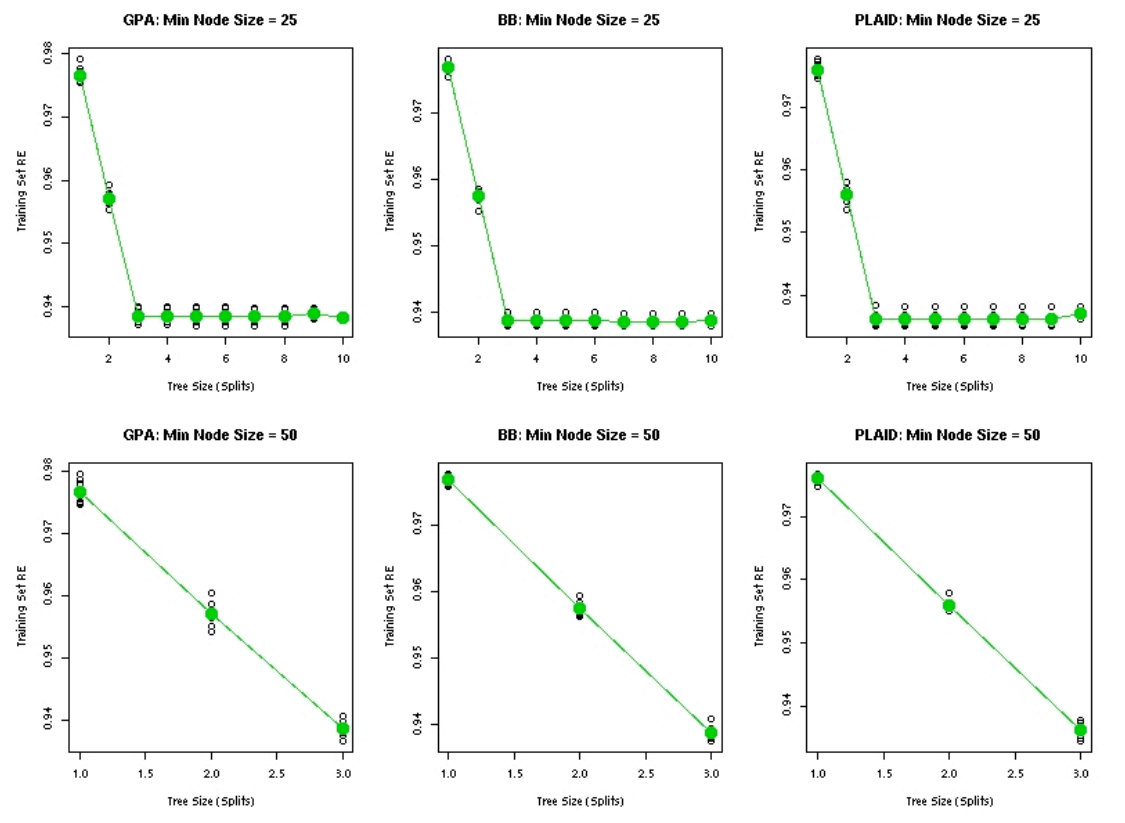 GPA: Min Node Size = 25
BB: Min Node Size = 25
PLAID: Min Node Size = 25
Training Set RE
0.98
0.97
0.96
0.95
0.94
2 4 6 8 10
Tree Size (Splits)
Training Set RE
0.97
0.96
0.95
0.94
2 4 6 8 10
Tree Size (Splits)
Training Set RE
0.97
0.96
0.95
0.94
2 4 6 8 10
Tree Size (Splits)
GPA: Min Node Size = 50
BB: Min Node Size = 50
PLAID: Min Node Size = 50
Training Set RE
0.98
0.97
0.96
0.95
0.94
1.0 1.5 2.0 2.5 3.0
Tree Size (Splits)
Training Set RE
0.97
0.96
0.95
0.94
1.0 1.5 2.0 2.5 3.0
Tree Size (Splits)
Training Set RE
0.97
0.96
0.95
0.94
1.0 1.5 2.0 2.5 3.0
Tree Size (Splits)